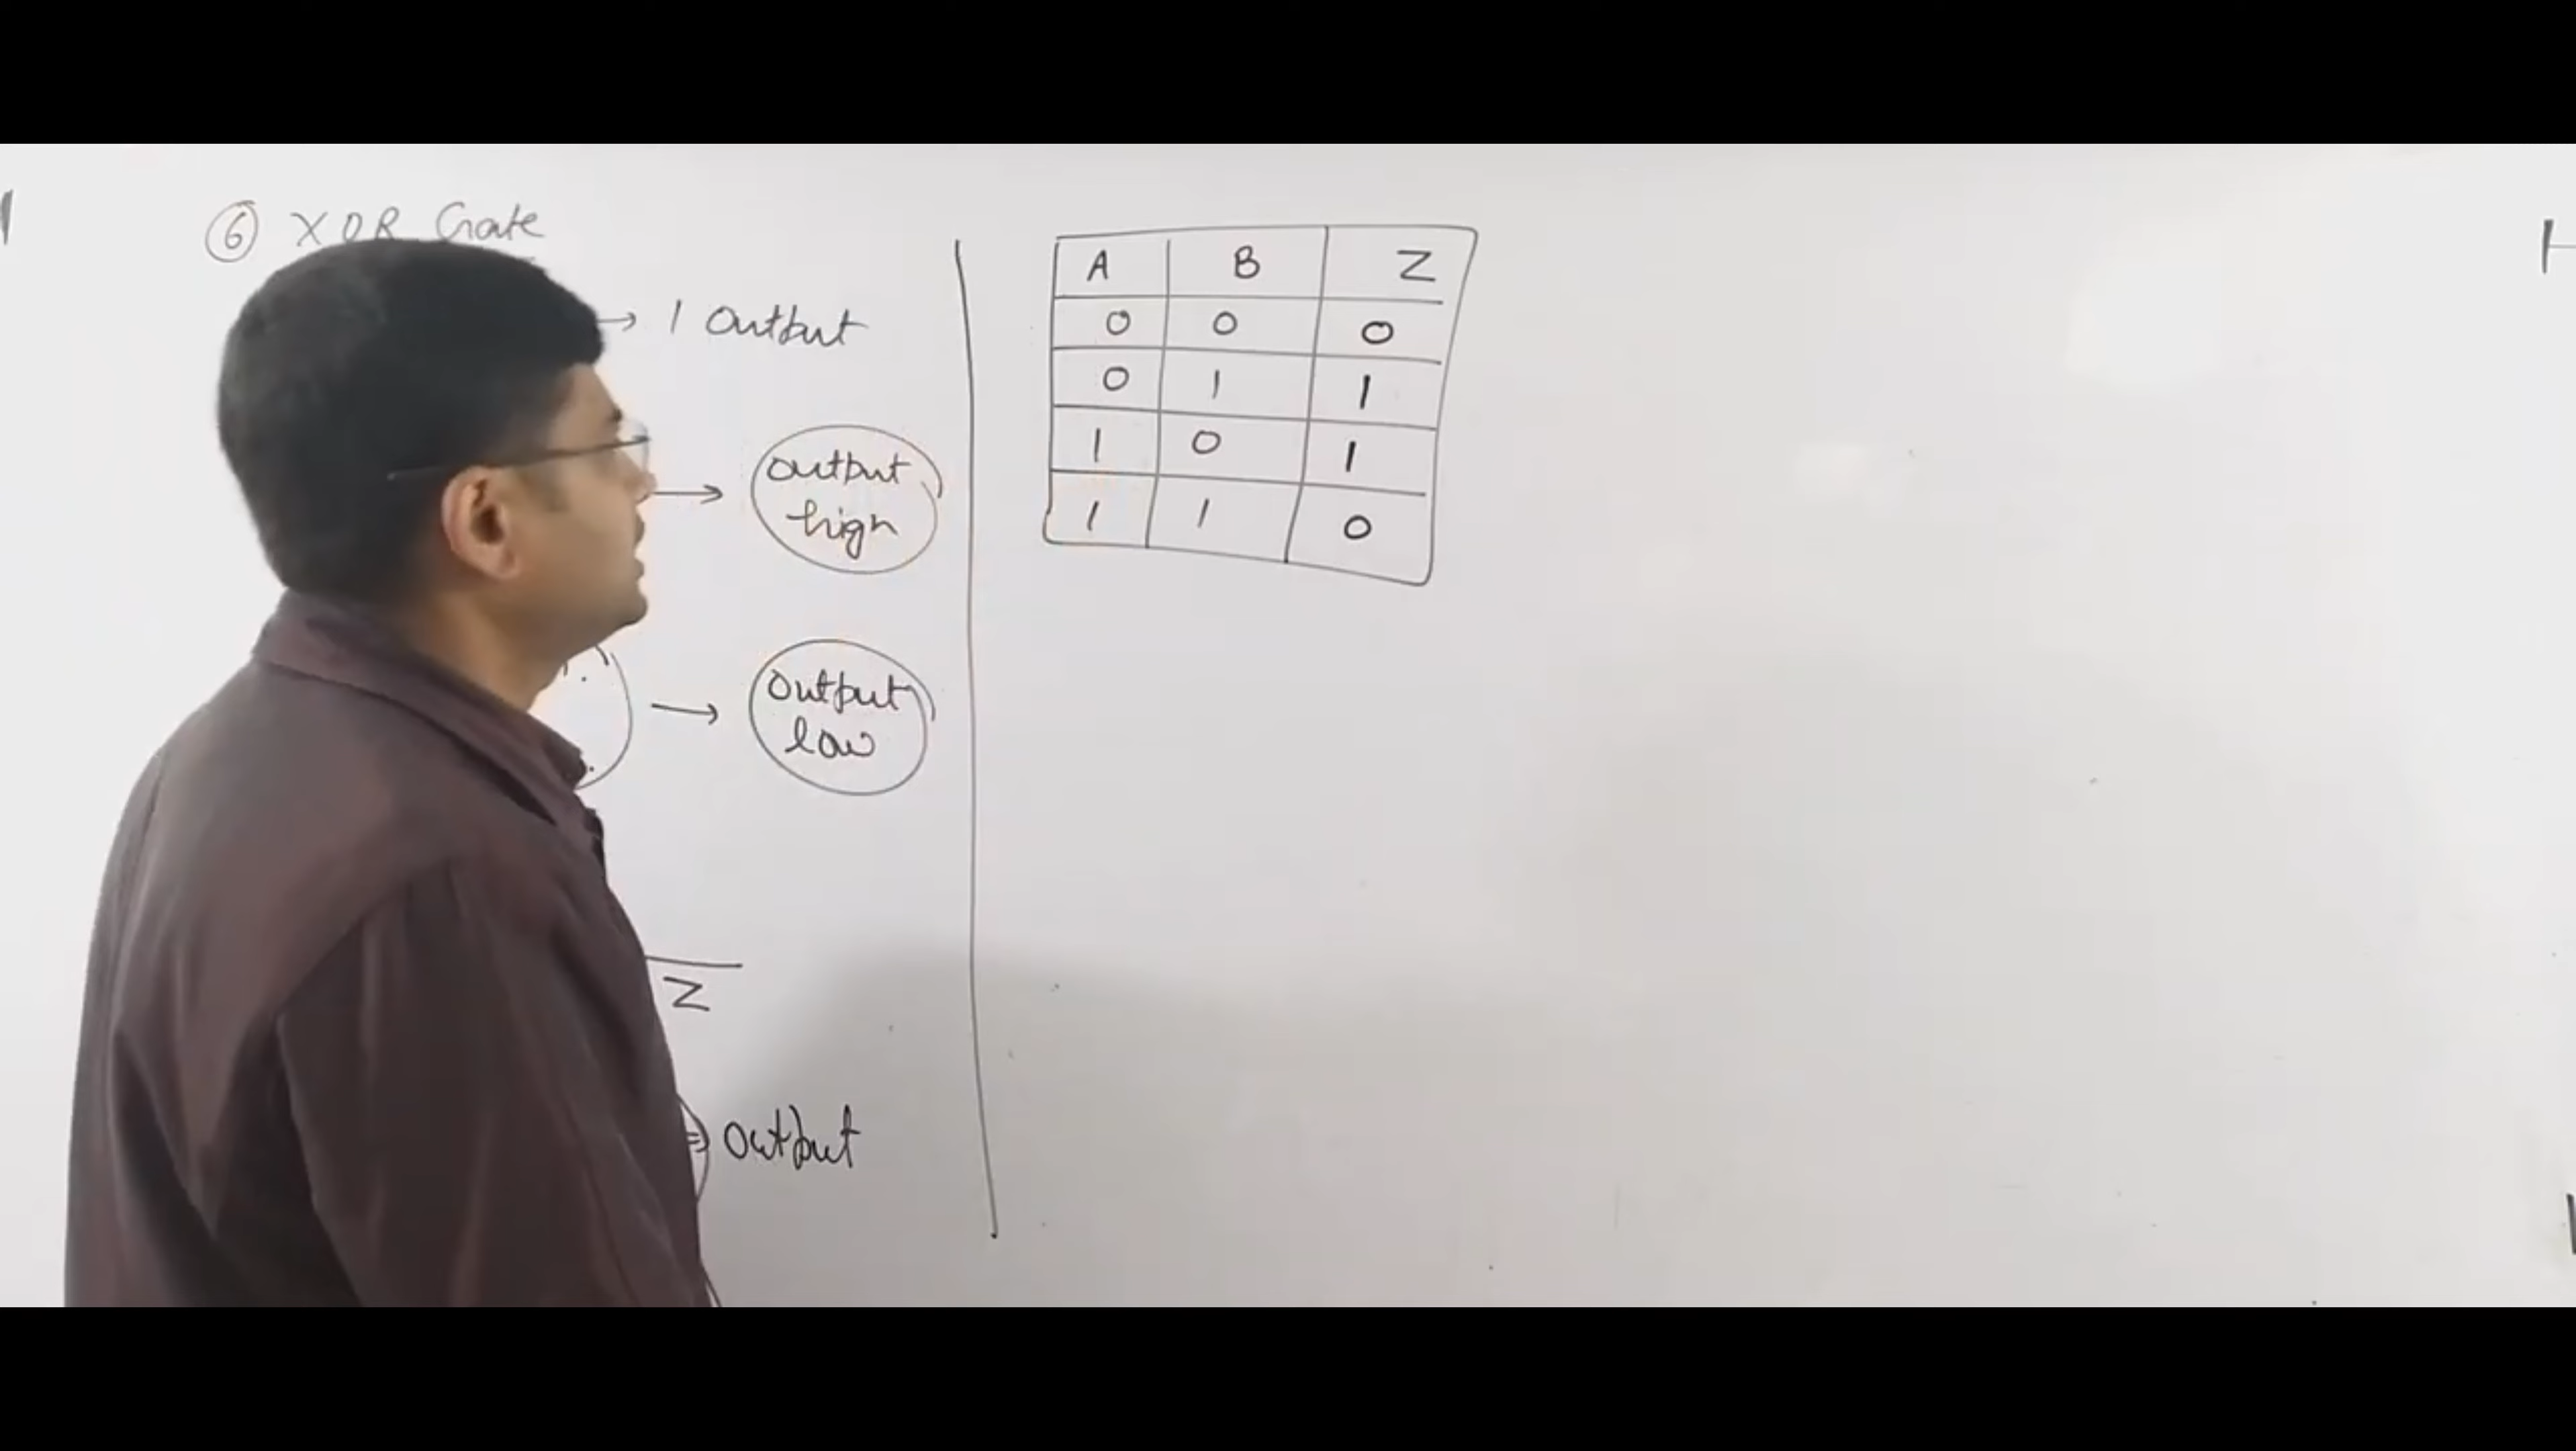 6 XOR Gate
→ 1 Output
→ Output
high
→ Output
low
Z
Output
A B Z
0 0 0
0 1 1
1 0 1
1 1 0